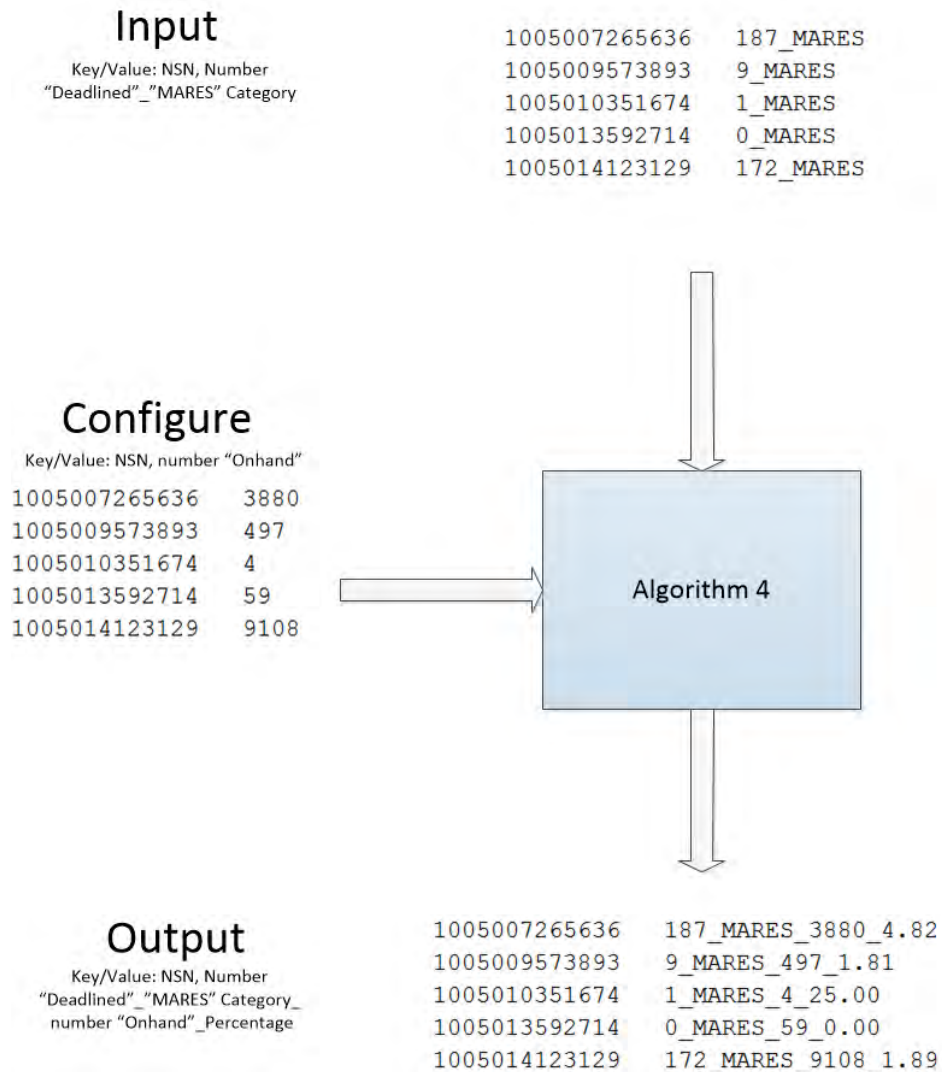 Input
Key/Value: NSN, Number
“Deadlined”_”MARES” Category
1005007265636 187_MARES
1005009573893 9_MARES
1005010351674 1_MARES
1005013592714 0_MARES
1005014123129 172_MARES
Configure
Key/Value: NSN, number “Onhand”
1005007265636 3880
1005009573893 497
1005010351674 4
1005013592714 59
1005014123129 9108
Algorithm 4
Output
Key/Value: NSN, Number
“Deadlined”_”MARES” Category_
number “Onhand”_Percentage
1005007265636 187_MARES_3880_4.82
1005009573893 9_MARES_497_1.81
1005010351674 1_MARES_4_25.00
1005013592714 0_MARES_59_0.00
1005014123129 172_MARES_9108_1.89